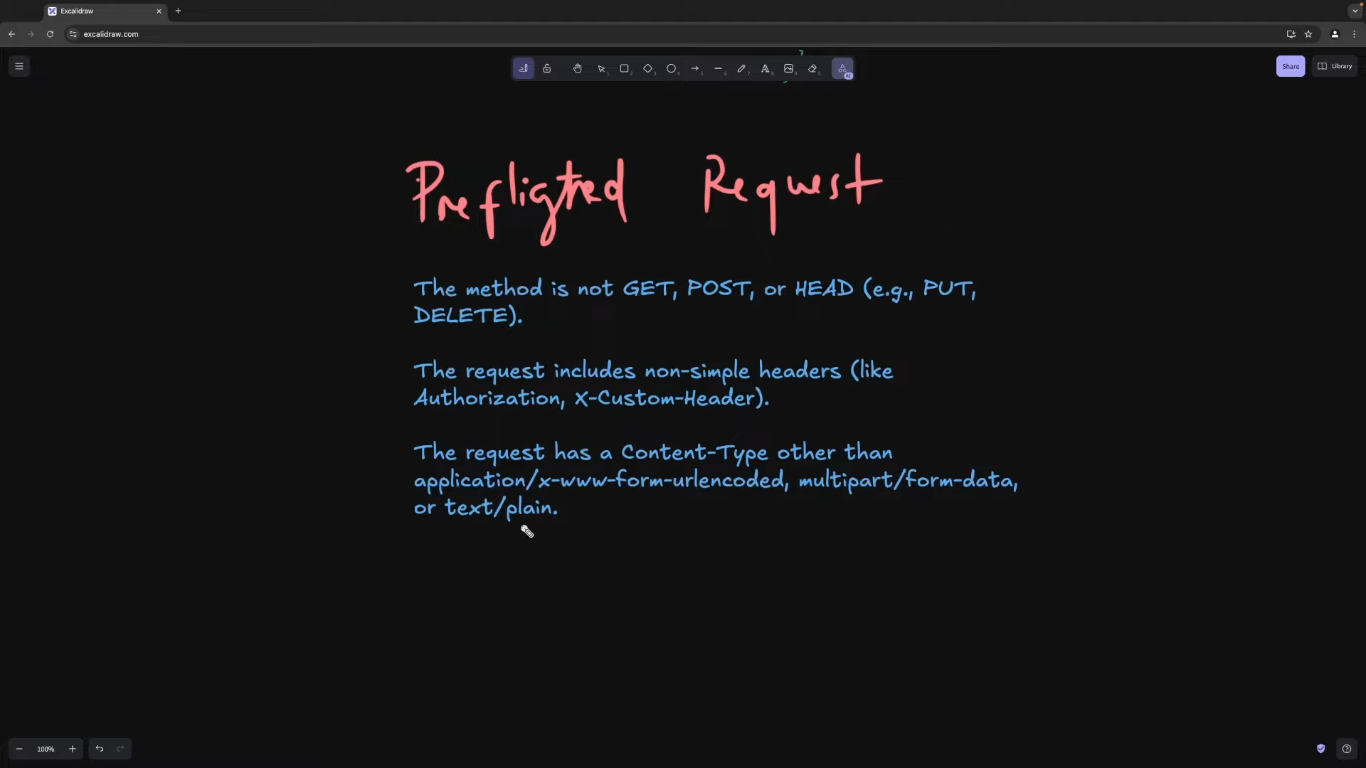 Excalidraw
excalidraw.com
Share
Library
Prefligted Request
The method is not GET, POST, or HEAD (e.g., PUT,
DELETE).
The request includes non-simple headers (like
Authorization, X-Custom-Header).
The request has a Content-Type other than
application/x-www-form-urlencoded, multipart/form-data,
or text/plain.
100%